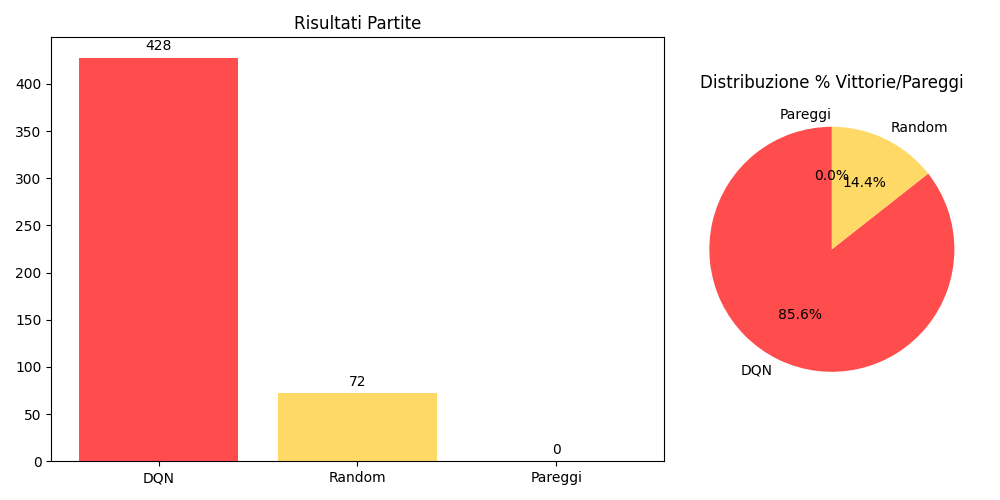 Risultati Partite
428
400
350
300
250
200
150
100
50
0
72
0
DQN
Random
Pareggi
Distribuzione % Vittorie/Pareggi
Pareggi
Random
0.0%
14.4%
85.6%
DQN